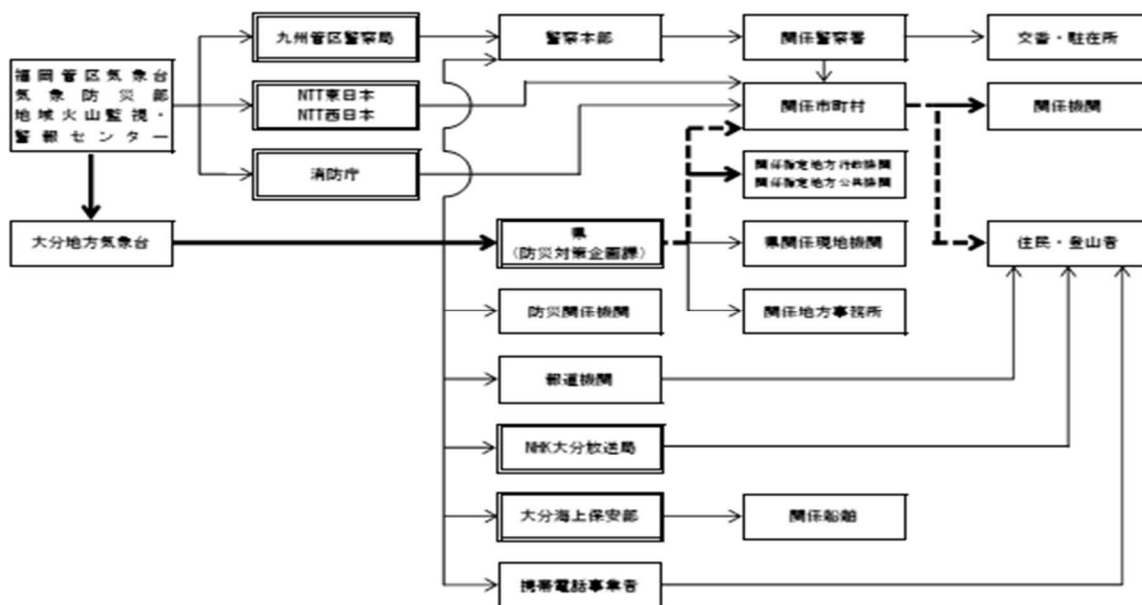 九州管区警察局
警察本部
関係警察署
交番・駐在所
福岡管区気象台
気象防災部
地域火山監視・
警報センター
NTT東日本
NTT西日本
関係市町村
関係機関
消防庁
関係指定地方行政機関
関係指定地方公共機関
大分地方気象台
県
(防災対策企画課)
県関係現地機関
住民・登山者
防災関係機関
関係地方事務所
報道機関
NHK大分放送局
大分海上保安部
関係船舶
携帯電話事業者